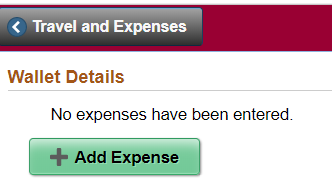 Travel and Expenses
Wallet Details
No expenses have been entered.
Add Expense